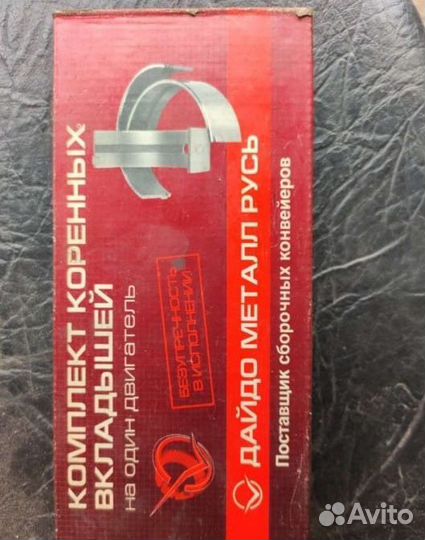 КОМПЛЕКТ КОРЕННЫХ
ВКЛАДЫШЕЙ
на один двигатель
БЕЗУПРЕЧНОСТЬ
В ИСПОЛНЕНИИ
ДАЙДО МЕТАЛЛ РУСЬ
Поставщик сборочных конвейеров
Avito